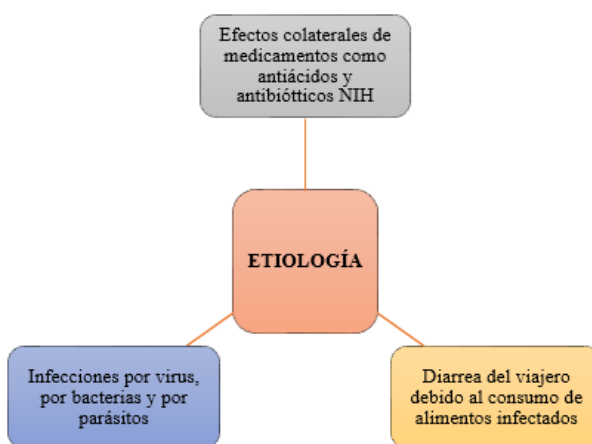 Efectos colaterales de
medicamentos como
antiácidos y
antibiótticos NIH
ETIOLOGÍA
Infecciones por virus,
por bacterias y por
parásitos
Diarrea del viajero
debido al consumo de
alimentos infectados